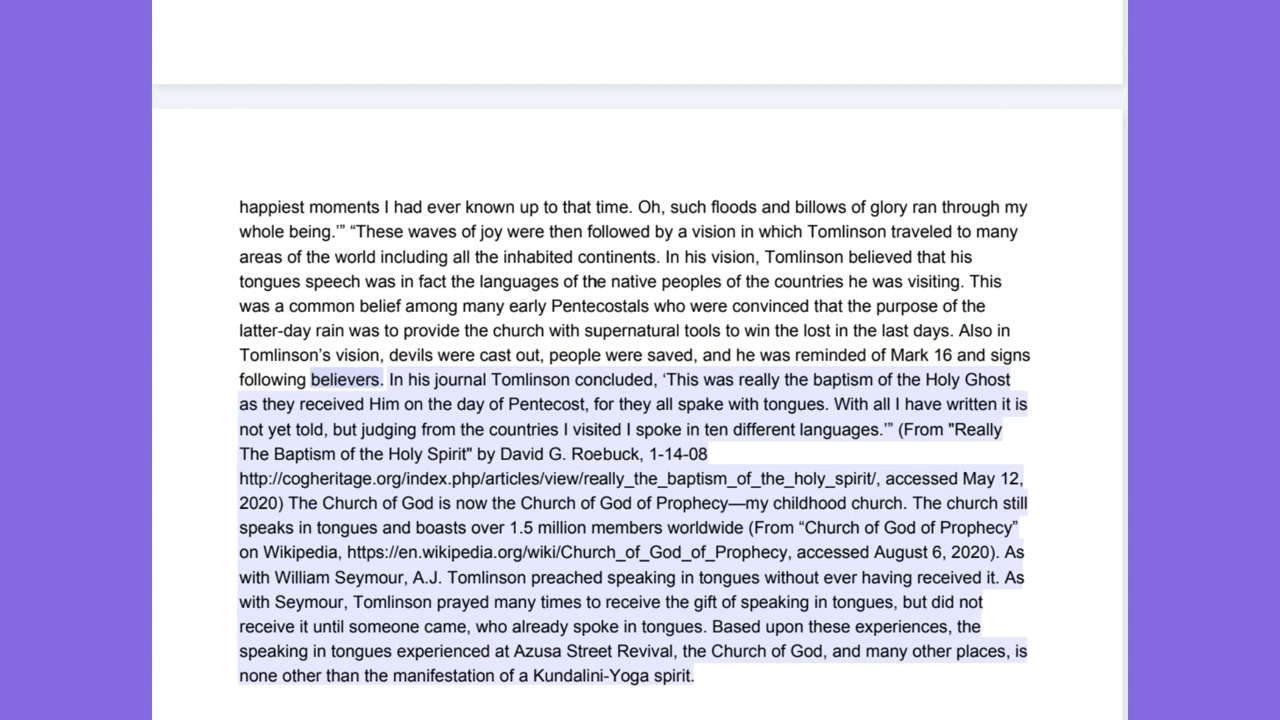 happiest moments I had ever known up to that time. Oh, such floods and billows of glory ran through my
whole being.’” “These waves of joy were then followed by a vision in which Tomlinson traveled to many
areas of the world including all the inhabited continents. In his vision, Tomlinson believed that his
tongues speech was in fact the languages of the native peoples of the countries he was visiting. This
was a common belief among many early Pentecostals who were convinced that the purpose of the
latter-day rain was to provide the church with supernatural tools to win the lost in the last days. Also in
Tomlinson’s vision, devils were cast out, people were saved, and he was reminded of Mark 16 and signs
following believers. In his journal Tomlinson concluded, ‘This was really the baptism of the Holy Ghost
as they received Him on the day of Pentecost, for they all spake with tongues. With all I have written it is
not yet told, but judging from the countries I visited I spoke in ten different languages.’” (From "Really
The Baptism of the Holy Spirit" by David G. Roebuck, 1-14-08
http://cogheritage.org/index.php/articles/view/really_the_baptism_of_the_holy_spirit/, accessed May 12,
2020) The Church of God is now the Church of God of Prophecy—my childhood church. The church still
speaks in tongues and boasts over 1.5 million members worldwide (From “Church of God of Prophecy”
on Wikipedia, https://en.wikipedia.org/wiki/Church_of_God_of_Prophecy, accessed August 6, 2020). As
with William Seymour, A.J. Tomlinson preached speaking in tongues without ever having received it. As
with Seymour, Tomlinson prayed many times to receive the gift of speaking in tongues, but did not
receive it until someone came, who already spoke in tongues. Based upon these experiences, the
speaking in tongues experienced at Azusa Street Revival, the Church of God, and many other places, is
none other than the manifestation of a Kundalini-Yoga spirit.